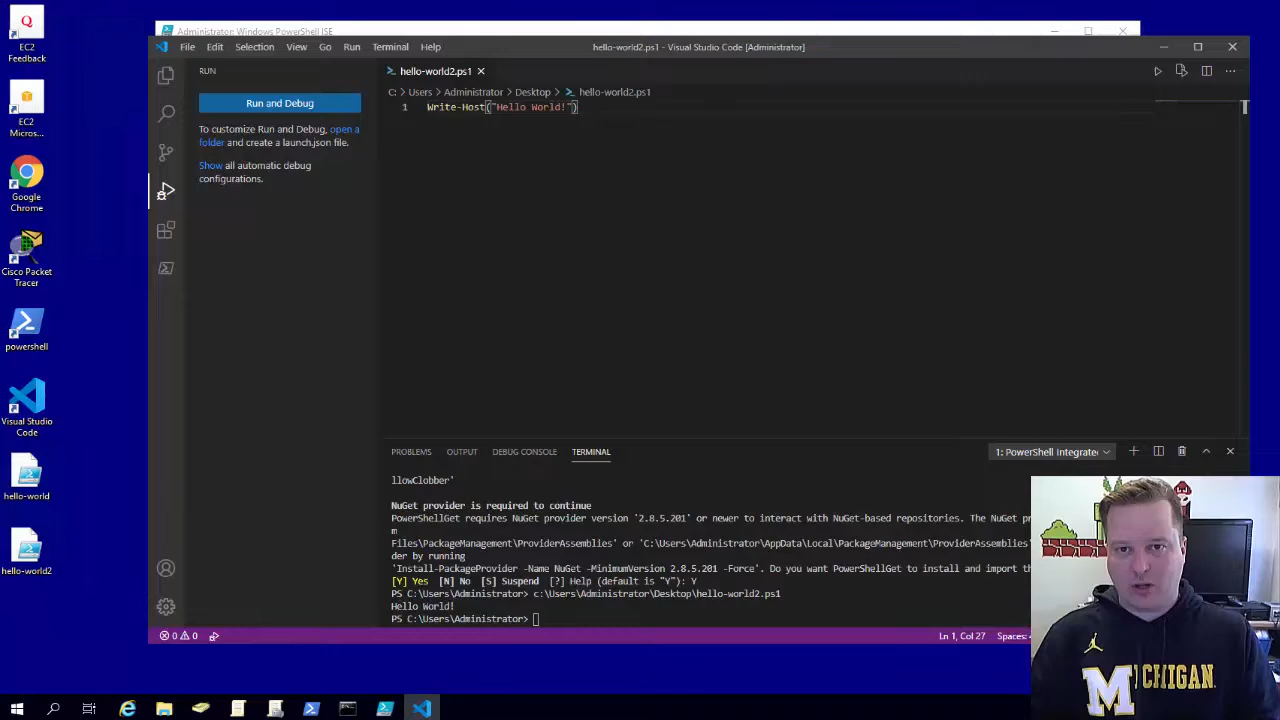 EC2
Feedback
EC2
Micros...
Google
Chrome
Cisco Packet
Tracer
powershell
Visual Studio
Code
hello-world
hello-world2
Administrator: Windows PowerShell ISE
File Edit Selection View Go Run Terminal Help
hello-world2.ps1 - Visual Studio Code [Administrator]
RUN
Run and Debug
To customize Run and Debug, open a
folder and create a launch.json file.
Show all automatic debug
configurations.
hello-world2.ps1
C: > Users > Administrator > Desktop > hello-world2.ps1
1 Write-Host("Hello World!")
PROBLEMS OUTPUT DEBUG CONSOLE TERMINAL
1: PowerShell Integrated
llowClobber'
NuGet provider is required to continue
PowerShellGet requires NuGet provider version '2.8.5.201' or newer to interact with NuGet-based repositories. The NuGet pr
m
Files\PackageManagement\ProviderAssemblies' or 'C:\Users\Administrator\AppData\Local\PackageManagement\ProviderAssemblies'
der by running
'Install-PackageProvider -Name NuGet -MinimumVersion 2.8.5.201 -Force'. Do you want PowerShellGet to install and import th
[Y] Yes [N] No [S] Suspend [?] Help (default is "Y"): Y
PS C:\Users\Administrator> c:\Users\Administrator\Desktop\hello-world2.ps1
Hello World!
PS C:\Users\Administrator>
0 0
Ln 1, Col 27
Spaces:
M
MICHIGAN